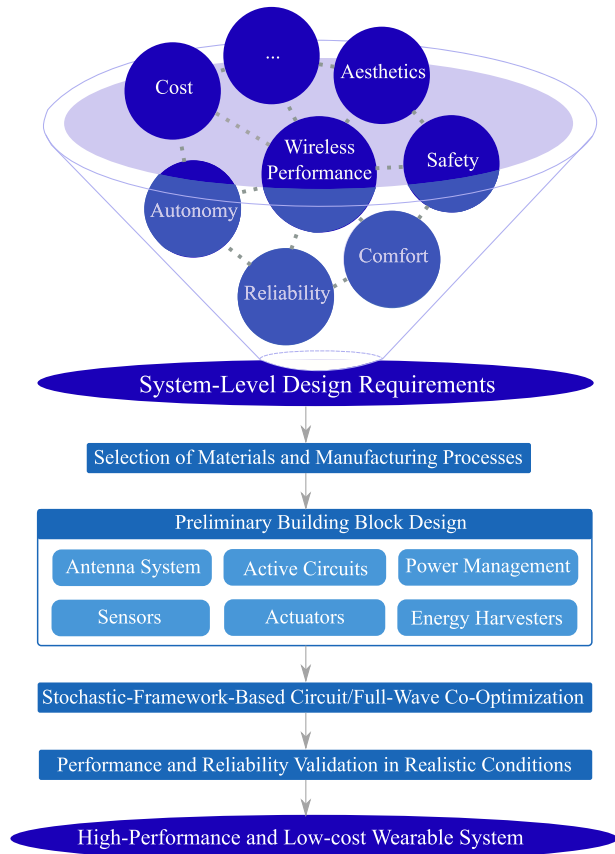 ...
Cost
Aesthetics
Wireless
Performance
Safety
Autonomy
Comfort
Reliability
System-Level Design Requirements
Selection of Materials and Manufacturing Processes
Preliminary Building Block Design
Antenna System
Active Circuits
Power Management
Sensors
Actuators
Energy Harvesters
Stochastic-Framework-Based Circuit/Full-Wave Co-Optimization
Performance and Reliability Validation in Realistic Conditions
High-Performance and Low-cost Wearable System